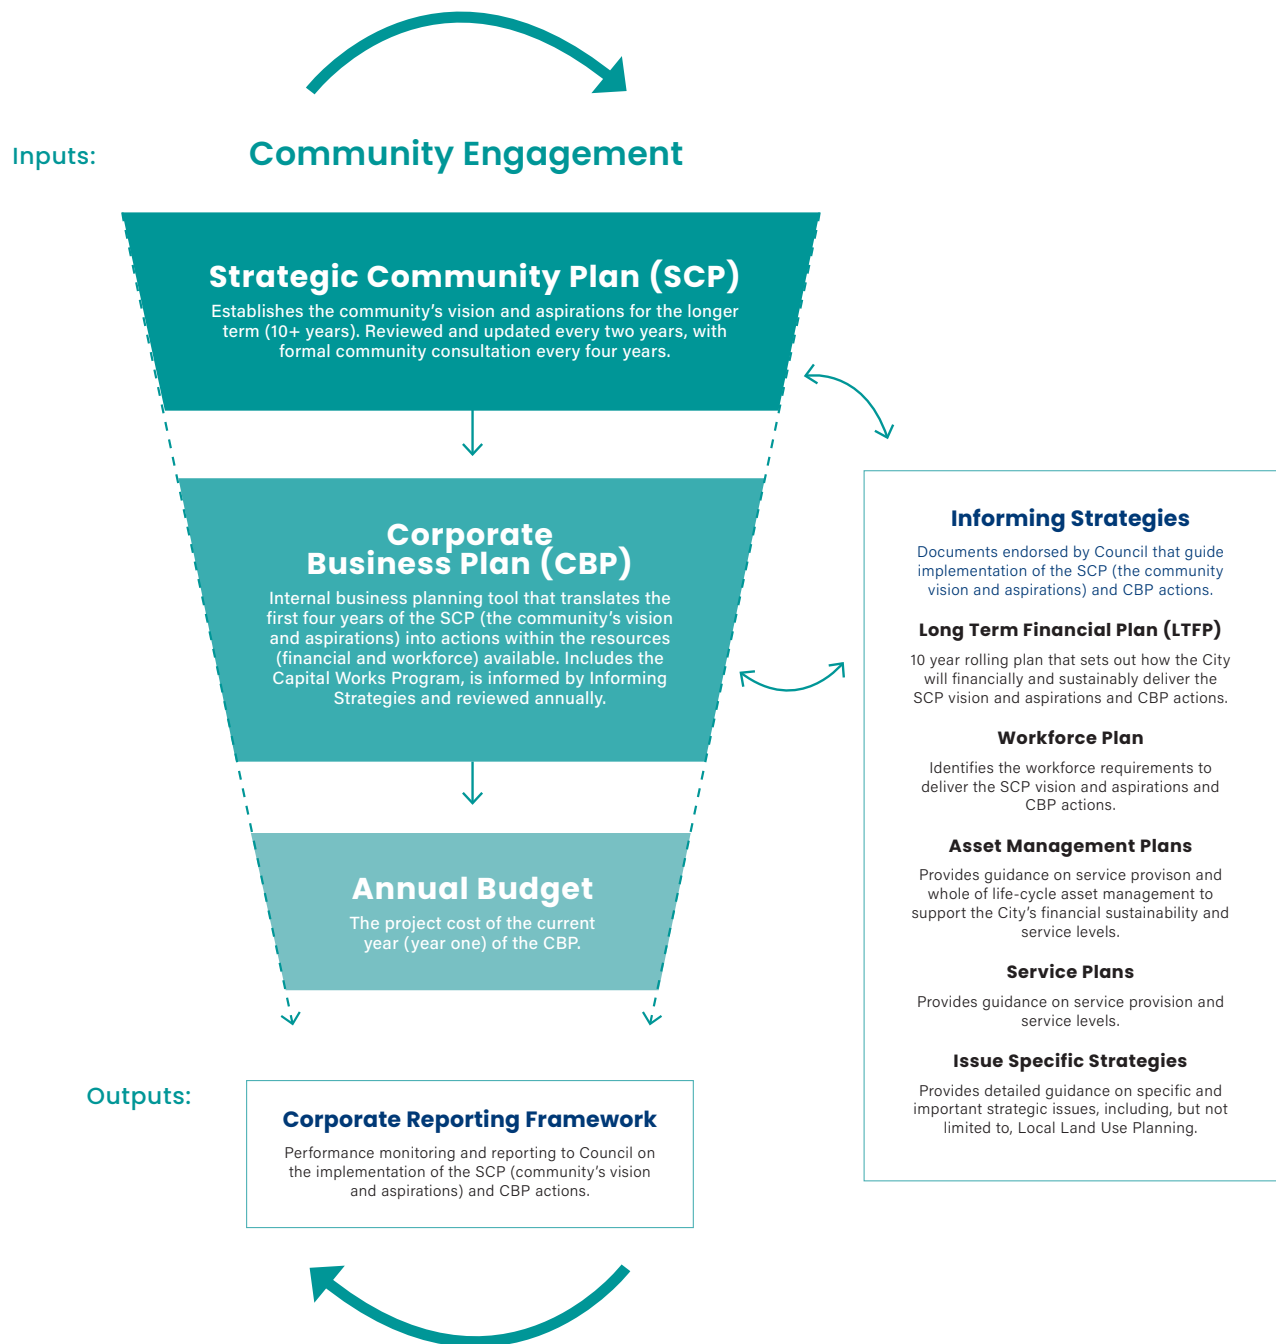 Inputs:
Community Engagement
Strategic Community Plan (SCP)
Establishes the community's vision and aspirations for the longer
term (10+ years). Reviewed and updated every two years, with
formal community consultation every four years.
Corporate
Business Plan (CBP)
Internal business planning tool that translates the
first four years of the SCP (the community's vision
and aspirations) into actions within the resources
(financial and workforce) available. Includes the
Capital Works Program, is informed by Informing
Strategies and reviewed annually.
Annual Budget
The project cost of the current
year (year one) of the CBP.
Informing Strategies
Documents endorsed by Council that guide
implementation of the SCP (the community
vision and aspirations) and CBP actions.
Long Term Financial Plan (LTFP)
10 year rolling plan that sets out how the City
will financially and sustainably deliver the
SCP vision and aspirations and CBP actions.
Workforce Plan
Identifies the workforce requirements to
deliver the SCP vision and aspirations and
CBP actions.
Asset Management Plans
Provides guidance on service provison and
whole of life-cycle asset management to
support the City's financial sustainability and
service levels.
Service Plans
Provides guidance on service provision and
service levels.
Issue Specific Strategies
Provides detailed guidance on specific and
important strategic issues, including, but not
limited to, Local Land Use Planning.
Outputs:
Corporate Reporting Framework
Performance monitoring and reporting to Council on
the implementation of the SCP (community's vision
and aspirations) and CBP actions.